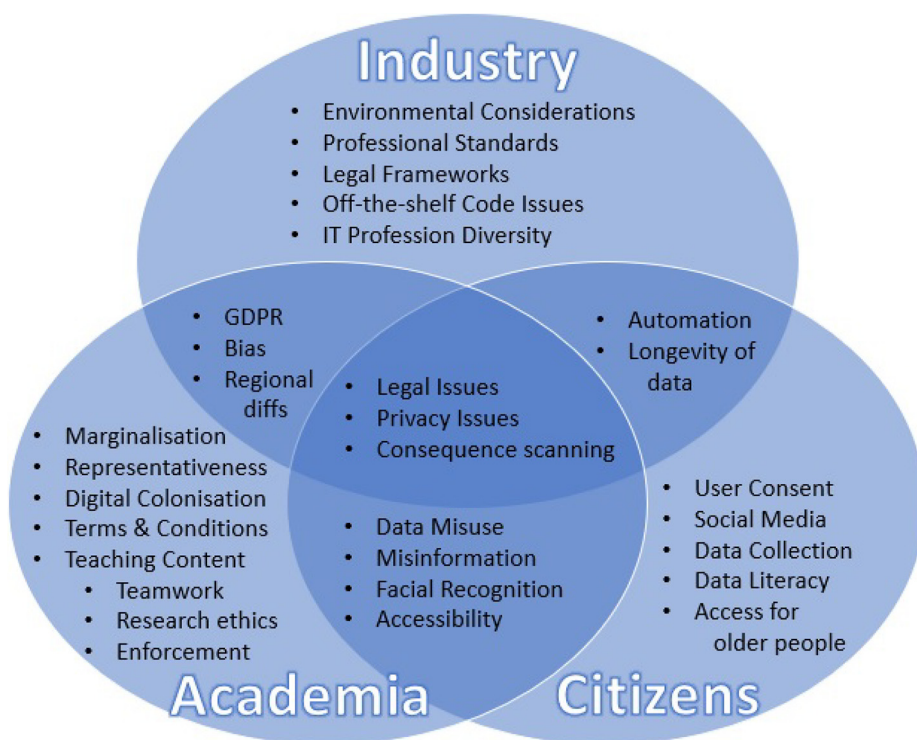 Industry
• Environmental Considerations
• Professional Standards
• Legal Frameworks
• Off-the-shelf Code Issues
• IT Profession Diversity
• GDPR
• Bias
• Regional
diffs
• Automation
• Longevity of
data
• Legal Issues
• Privacy Issues
• Consequence scanning
• Marginalisation
• Representativeness
• Digital Colonisation
• Terms & Conditions
• Teaching Content
• Teamwork
• Research ethics
• Enforcement
• Data Misuse
• Misinformation
• Facial Recognition
• Accessibility
• User Consent
• Social Media
• Data Collection
• Data Literacy
• Access for
older people
Academia
Citizens